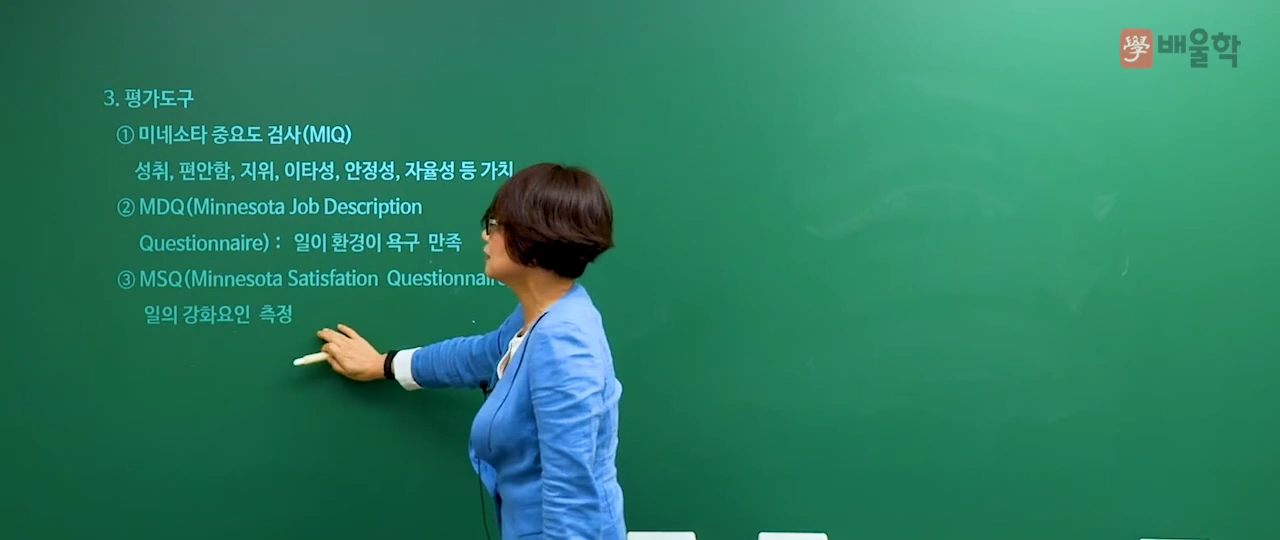 學 배울학
3. 평가도구
① 미네소타 중요도 검사(MIQ)
성취, 편안함, 지위, 이타성, 안정성, 자율성 등 가치
② MDQ(Minnesota Job Description
Questionnaire) : 일이 환경이 욕구 만족
③ MSQ(Minnesota Satisfation Questionnair
일의 강화요인 측정